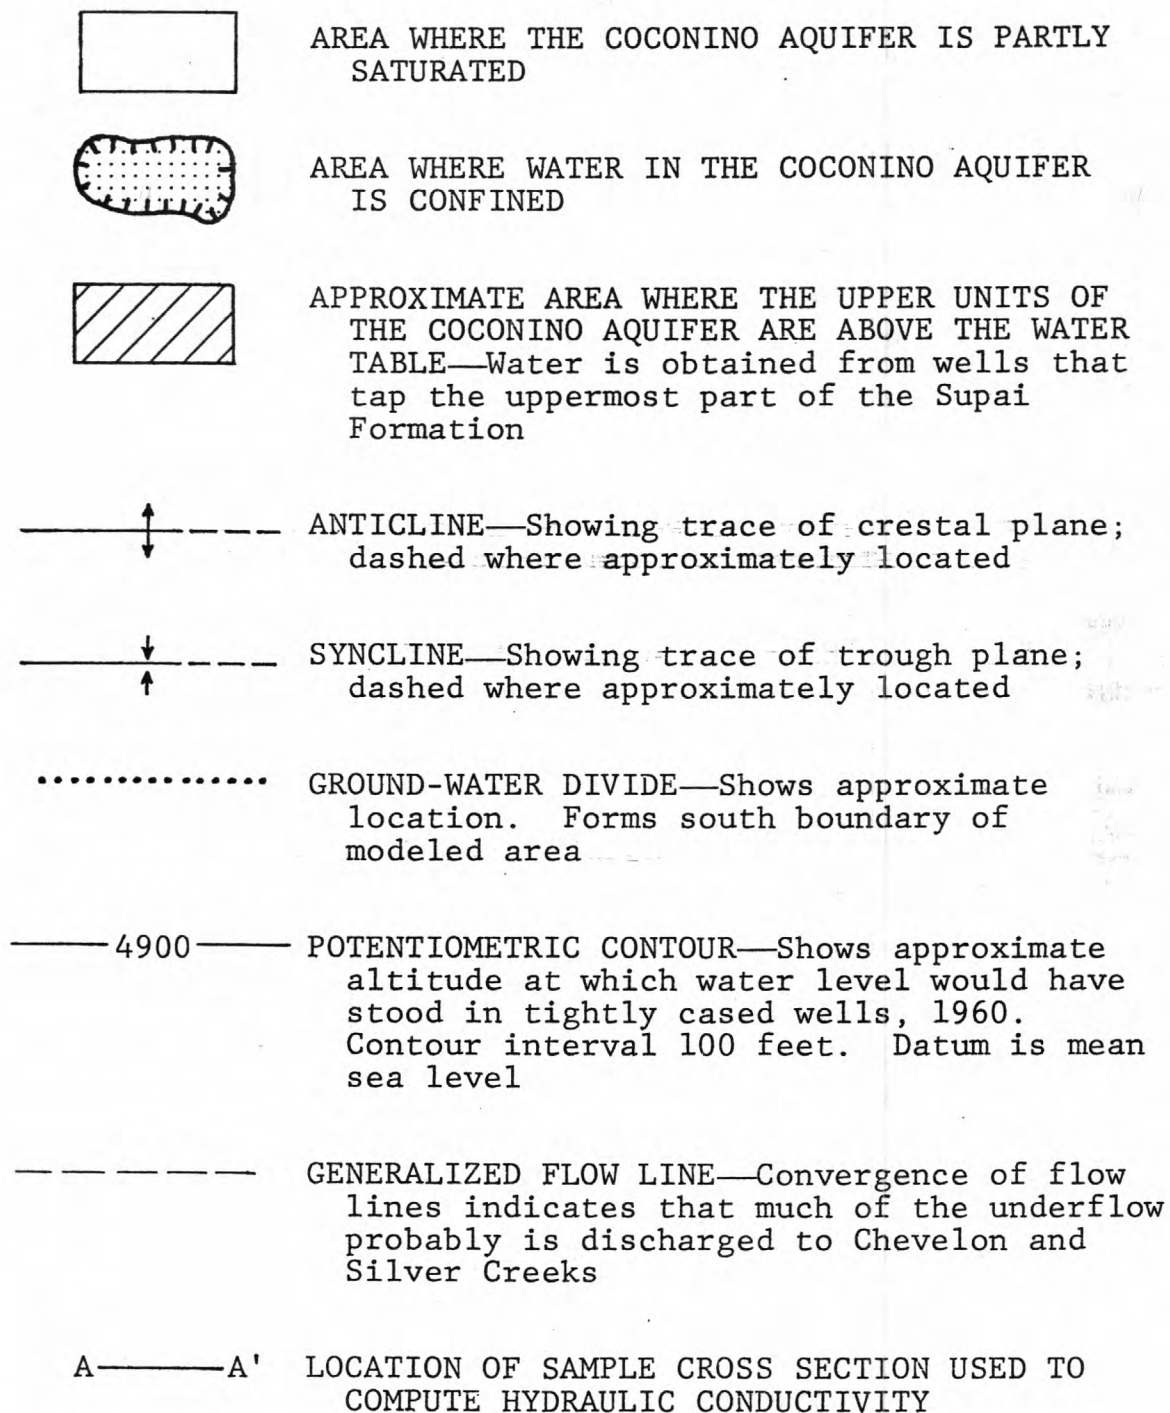 AREA WHERE THE COCONINO AQUIFER IS PARTLY
SATURATED
AREA WHERE WATER IN THE COCONINO AQUIFER
IS CONFINED
APPROXIMATE AREA WHERE THE UPPER UNITS OF
THE COCONINO AQUIFER ARE ABOVE THE WATER
TABLE—Water is obtained from wells that
tap the uppermost part of the Supai
Formation
ANTICLINE—Showing trace of crestal plane;
dashed where approximately located
SYNCLINE—Showing trace of trough plane;
dashed where approximately located
GROUND-WATER DIVIDE—Shows approximate
location. Forms south boundary of
modeled area
4900 POTENTIOMETRIC CONTOUR—Shows approximate
altitude at which water level would have
stood in tightly cased wells, 1960.
Contour interval 100 feet. Datum is mean
sea level
GENERALIZED FLOW LINE—Convergence of flow
lines indicates that much of the underflow
probably is discharged to Chevelon and
Silver Creeks
A A' LOCATION OF SAMPLE CROSS SECTION USED TO
COMPUTE HYDRAULIC CONDUCTIVITY